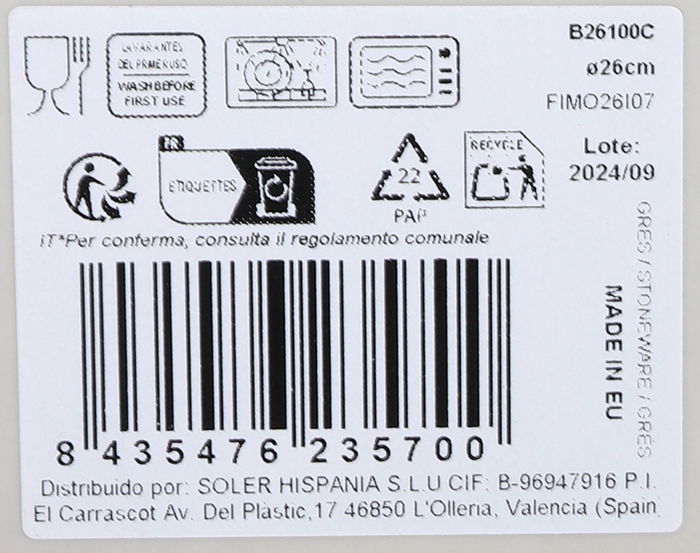 LAVAR ANTES
DEL PRIMER USO
WASH BEFORE
FIRST USE
B26100C
ø26cm
FIMO26I07
Lote:
2024/09
FR
ETIQUETTES
22
PAP
RECYCLE
iT*Per conferma, consulta il regolamento comunale
GRES / STONEWARE / GRÉS
MADE IN EU
8 435476 235700
Distribuido por: SOLER HISPANIA S.L.U CIF: B-96947916 P.I.
El Carrascot Av. Del Plàstic,17 46850 L'Olleria, Valencia (Spain